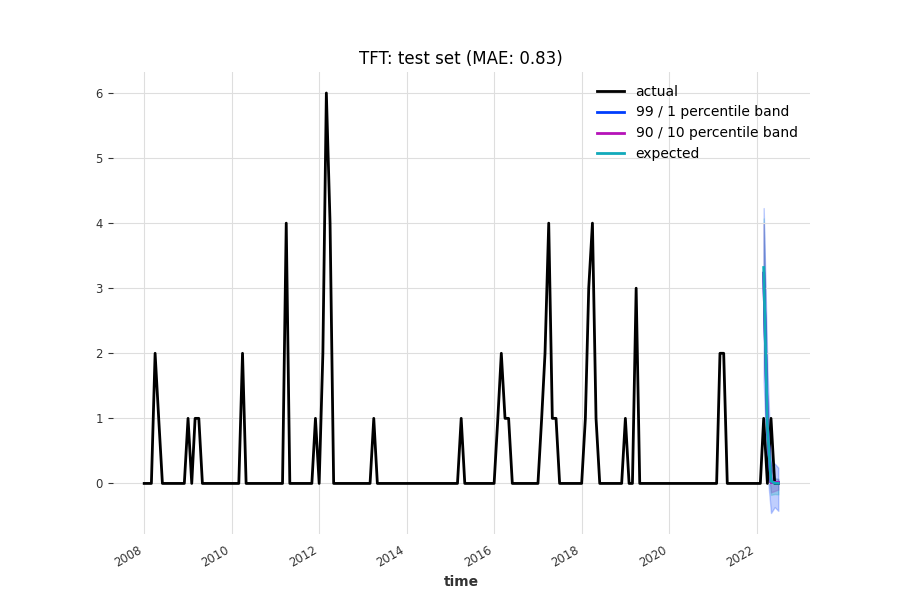 TFT: test set (MAE: 0.83)
actual
99 / 1 percentile band
90 / 10 percentile band
expected
6
5
4
3
2
1
0
2008
2010
2012
2014
2016
2018
2020
2022
time